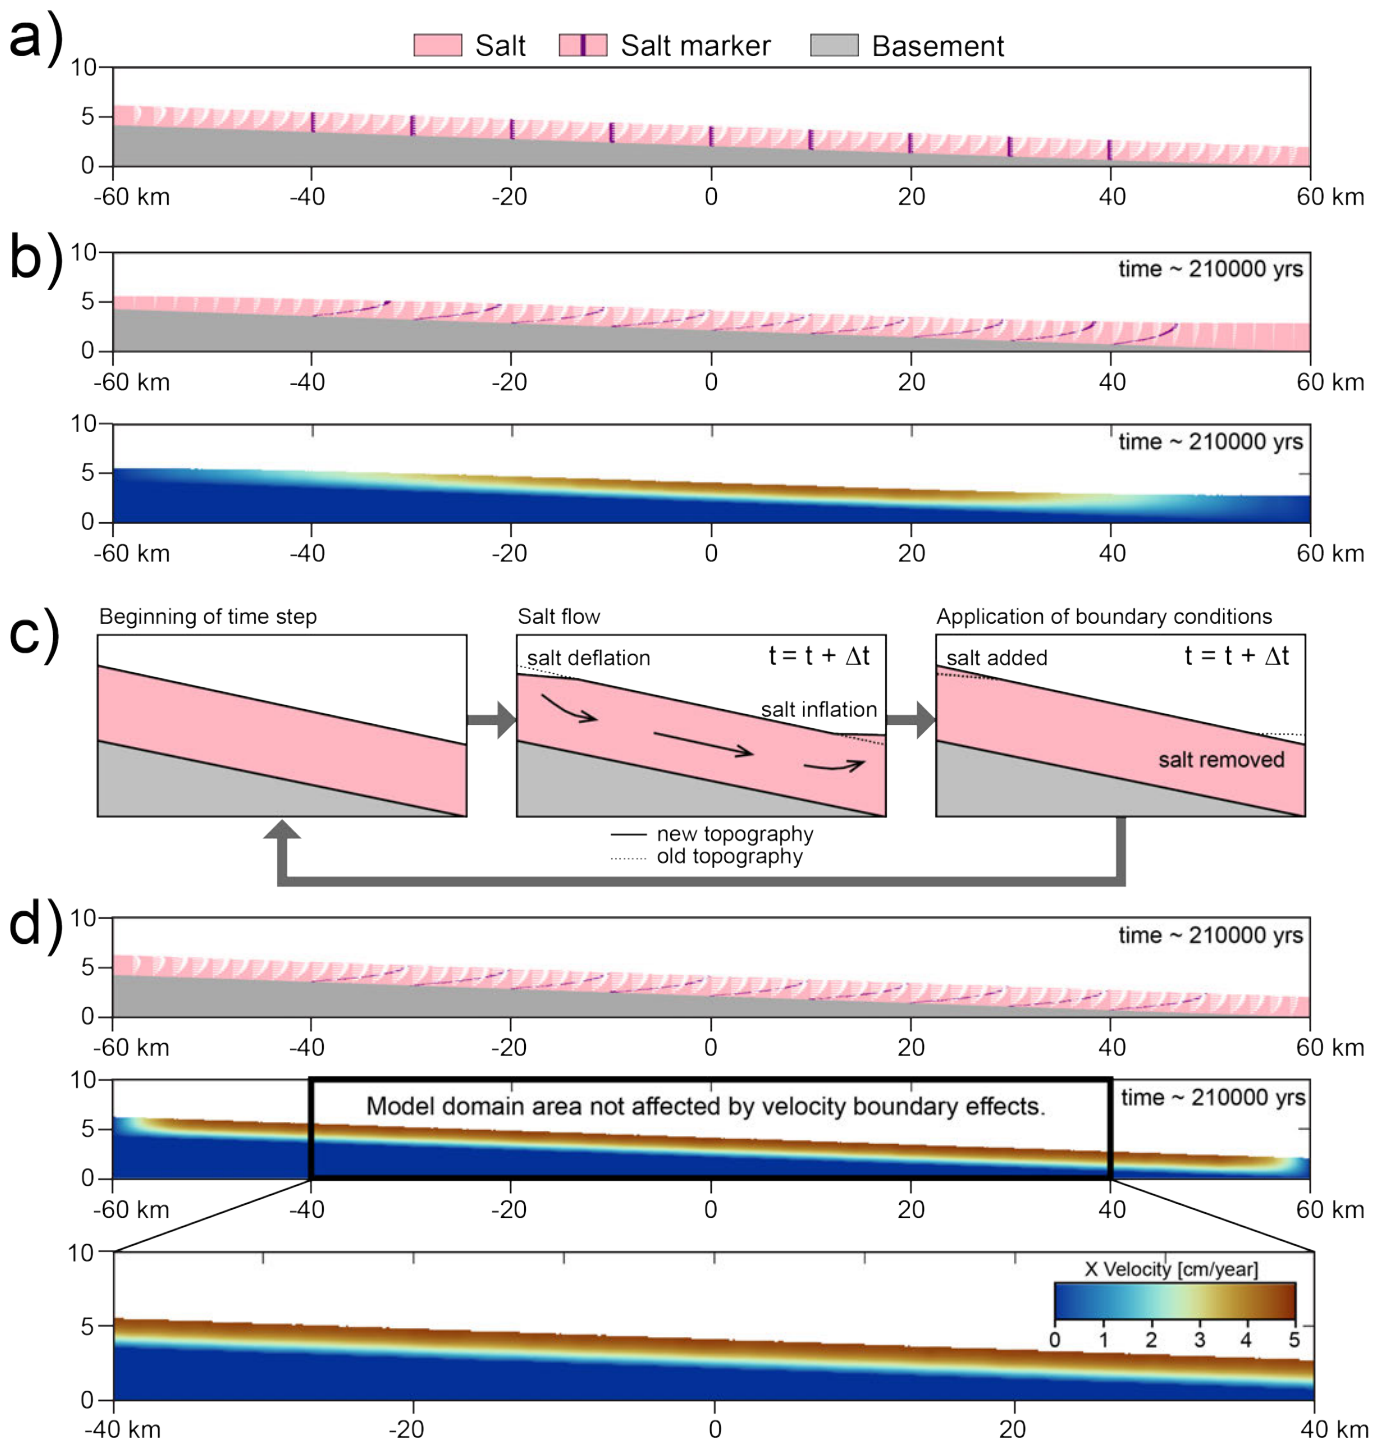 a)
Salt
Salt marker
Basement
10
5
0
-60 km
-40
-20
0
20
40
60 km
b)
10
5
0
time ~ 210000 yrs
-60 km
-40
-20
0
20
40
60 km
10
5
0
time ~ 210000 yrs
-60 km
-40
-20
0
20
40
60 km
c)
Beginning of time step
Salt flow
salt deflation
t = t + Δt
salt inflation
Application of boundary conditions
salt added
t = t + Δt
salt removed
new topography
old topography
d)
10
5
0
time ~ 210000 yrs
-60 km
-40
-20
0
20
40
60 km
10
5
0
Model domain area not affected by velocity boundary effects.
time ~ 210000 yrs
-60 km
-40
-20
0
20
40
60 km
10
5
0
X Velocity [cm/year]
0 1 2 3 4 5
-40 km
-20
0
20
40 km